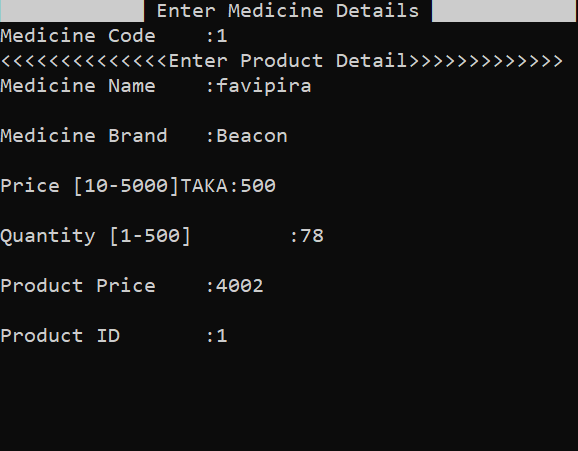 Enter Medicine Details
Medicine Code    :1
<<<<<<<<<<<<<<Enter Product Detail>>>>>>>>>>>>>
Medicine Name    :favipira
Medicine Brand   :Beacon
Price [10-5000]TAKA:500
Quantity [1-500]        :78
Product Price    :4002
Product ID       :1